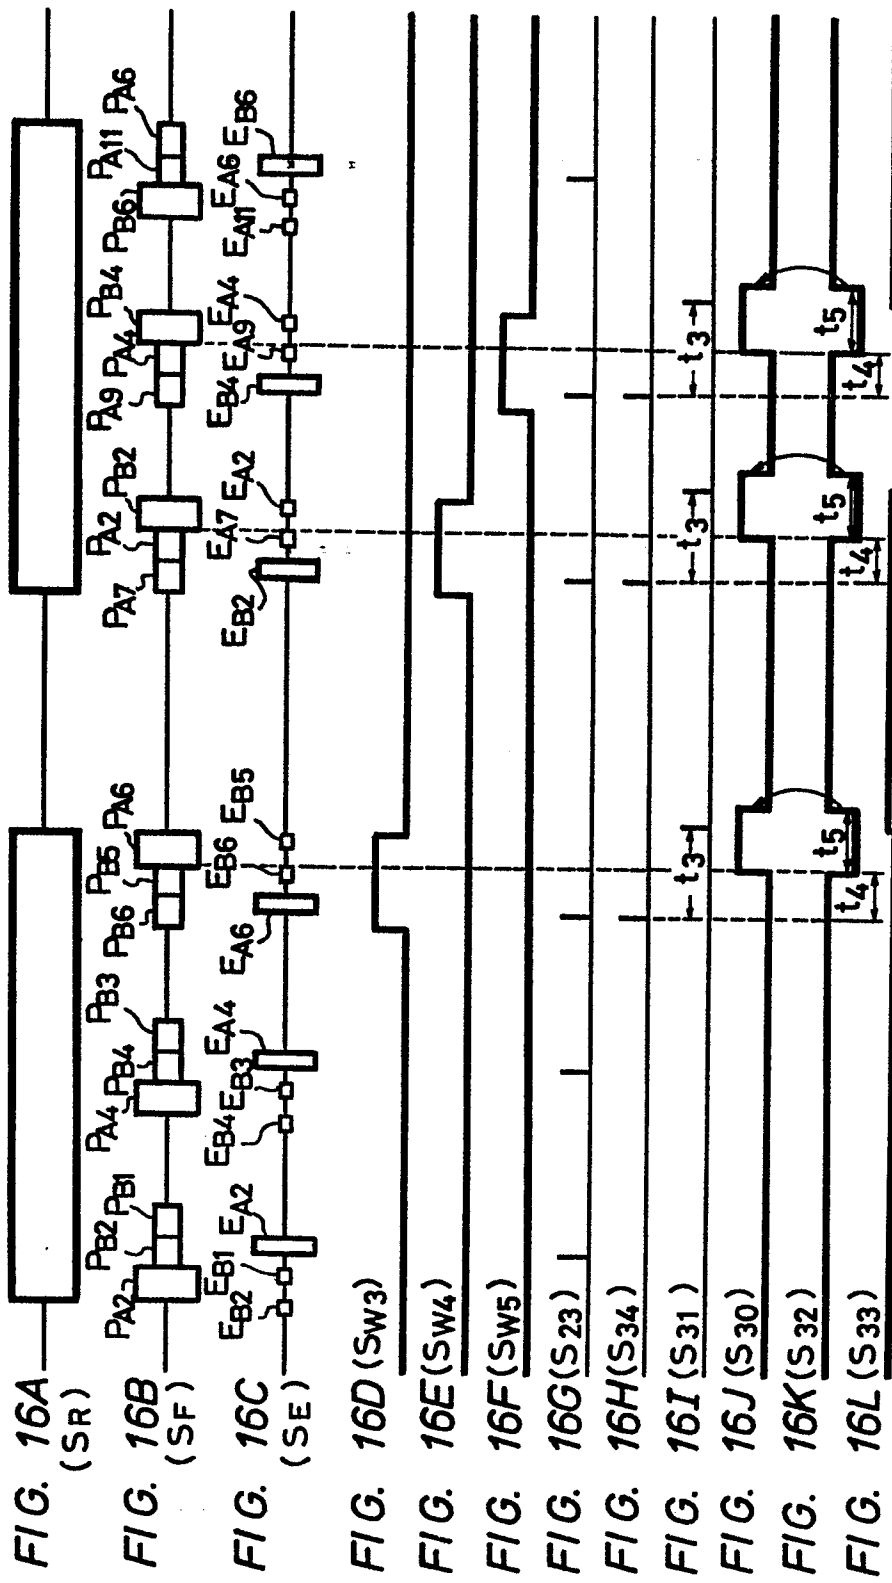 FIG. 16A
(SR)
FIG. 16B
(SF)
PA2 PB2 PB1 PA4 PB4 PB3 PB6 PB5 PA6 PA7 PA2 PB2 PA9 PA4 PB4 PB6 PA11 PA6
FIG. 16C
(SE)
EB2 EB1 EA2 EB4 EB3 EA4 EA6 EB6 EB5 EB2 EA7 EA2 EB4 EA9 EA4 EA11 EA6 EB6
FIG. 16D (SW3)
FIG. 16E (SW4)
FIG. 16F (SW5)
FIG. 16G (S23)
FIG. 16H (S34)
FIG. 16I (S31)
t3 t3 t3
FIG. 16J (S30)
FIG. 16K (S32)
FIG. 16L (S33)
t4 t5 t4 t5 t4 t5